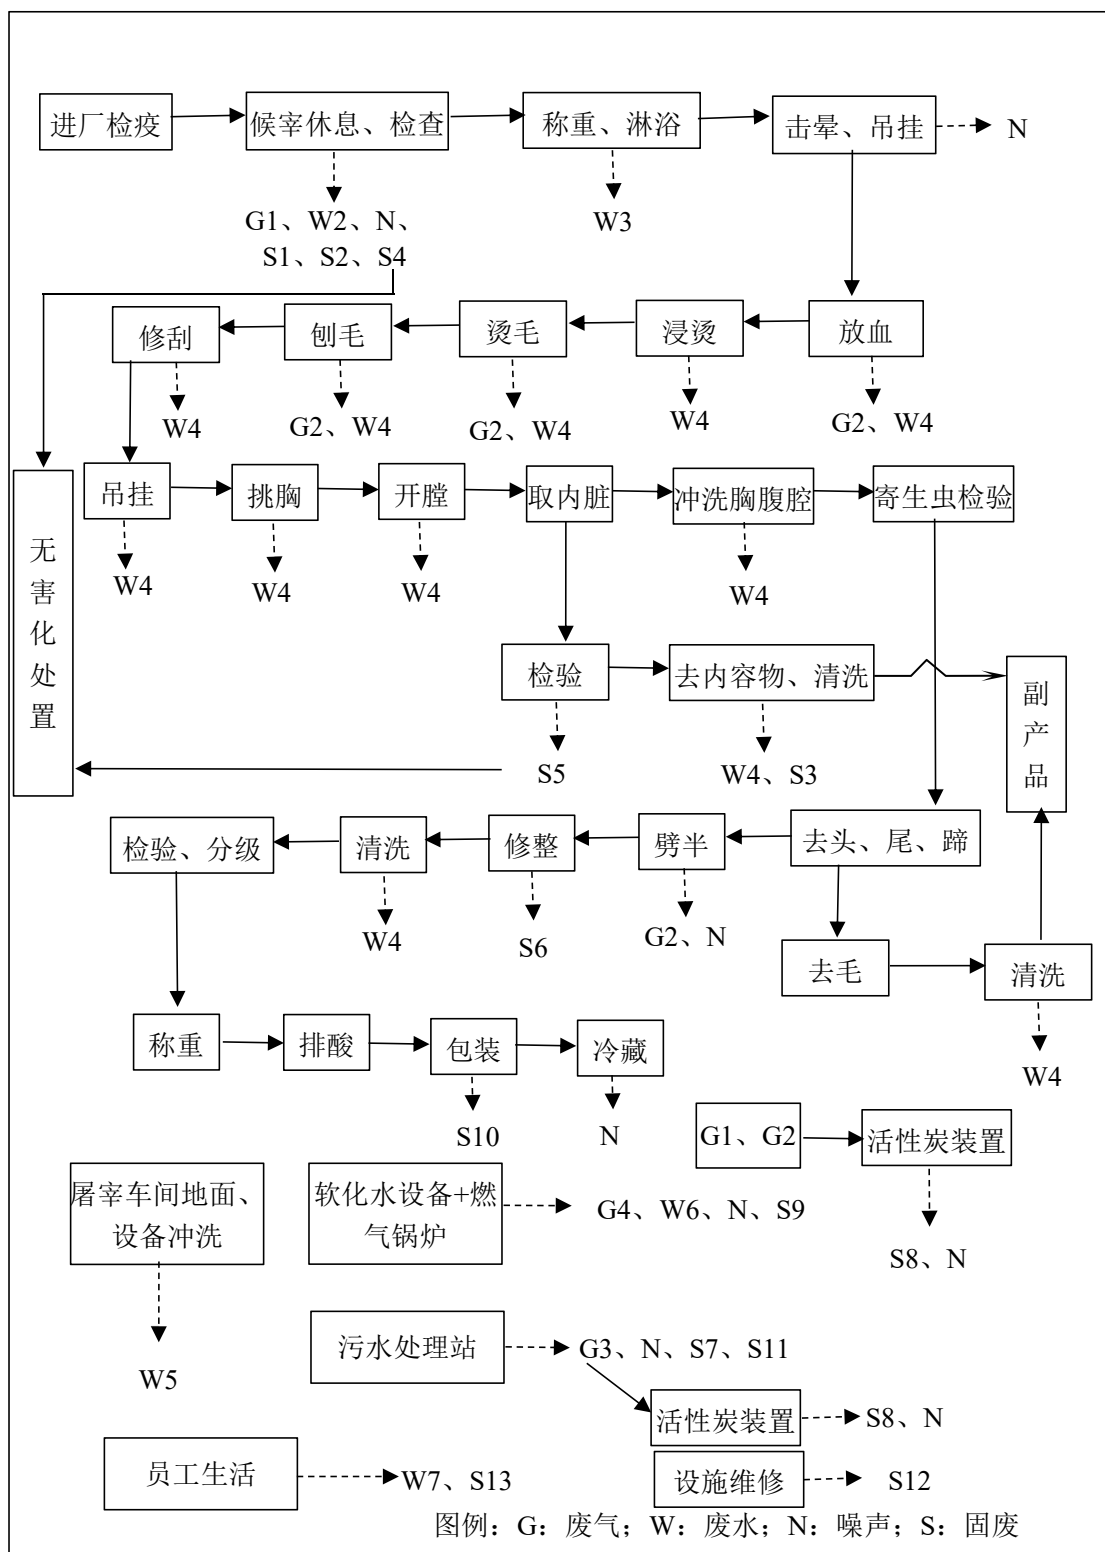 进厂检疫
候宰休息、检查
称重、淋浴
击晕、吊挂
N
G1、W2、N、
S1、S2、S4
W3
修刮
刨毛
烫毛
浸烫
放血
W4
G2、W4
G2、W4
W4
G2、W4
吊挂
挑胸
开膛
取内脏
冲洗胸腹腔
寄生虫检验
W4
W4
W4
W4
无
害
化
处
置
检验
去内容物、清洗
副
产
品
S5
W4、S3
检验、分级
清洗
修整
劈半
去头、尾、蹄
W4
S6
G2、N
去毛
清洗
W4
称重
排酸
包装
冷藏
S10
N
G1、G2
活性炭装置
S8、N
屠宰车间地面、
设备冲洗
W5
软化水设备+燃
气锅炉
G4、W6、N、S9
污水处理站
G3、N、S7、S11
活性炭装置
S8、N
员工生活
W7、S13
设施维修
S12
图例：G：废气；W：废水；N：噪声；S：固废